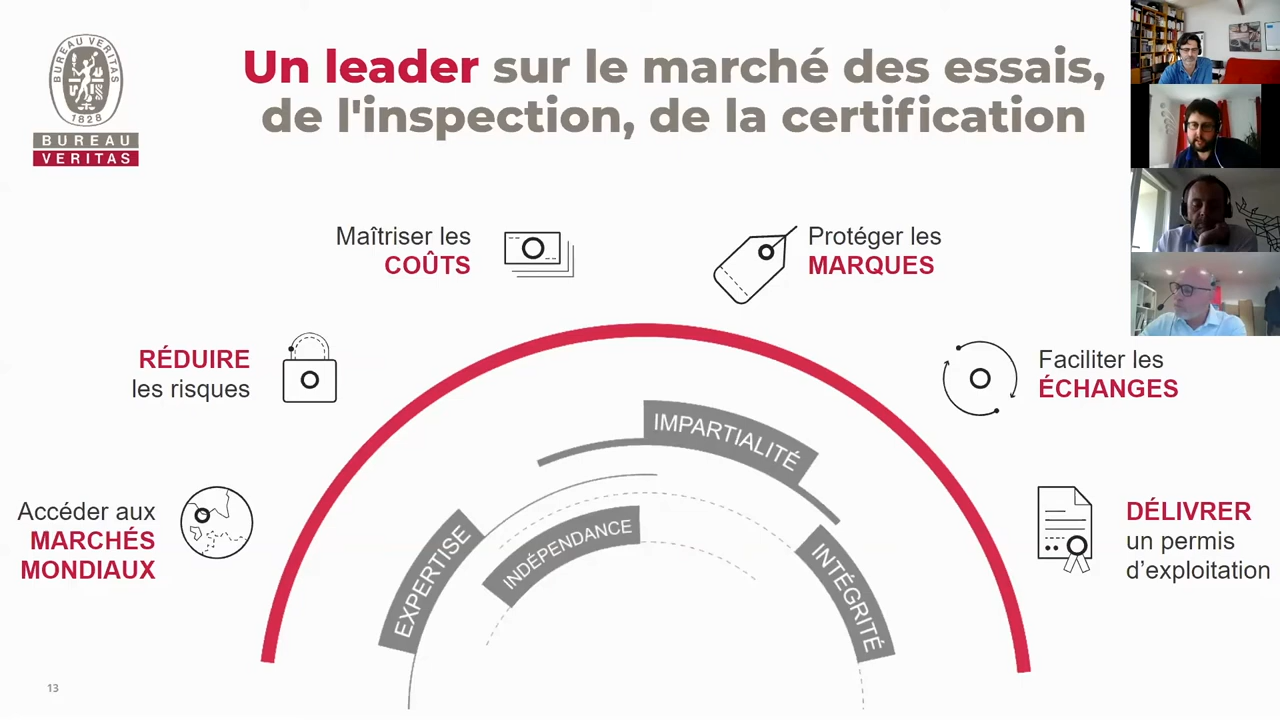 BUREAU VERITAS
1828
BUREAU
VERITAS
Un leader sur le marché des essais,
de l'inspection, de la certification
Maîtriser les
COÛTS
Protéger les
MARQUES
RÉDUIRE
les risques
Faciliter les
ÉCHANGES
Accéder aux
MARCHÉS
MONDIAUX
DÉLIVRER
un permis
d'exploitation
IMPARTIALITÉ
EXPERTISE
INDÉPENDANCE
INTÉGRITÉ
13